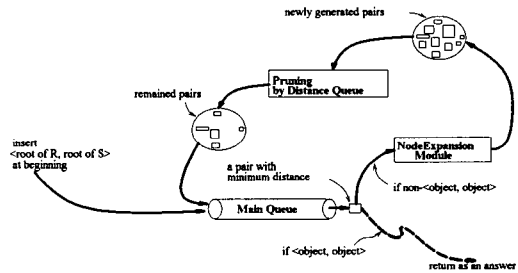 newly generated pairs
Pruning
by Distance Queue
remained pairs
insert
<root of R, root of S>
at beginning
a pair with
minimum distance
NodeExpansion
Module
if non-<object, object>
Main Queue
if <object, object>
return as an answer